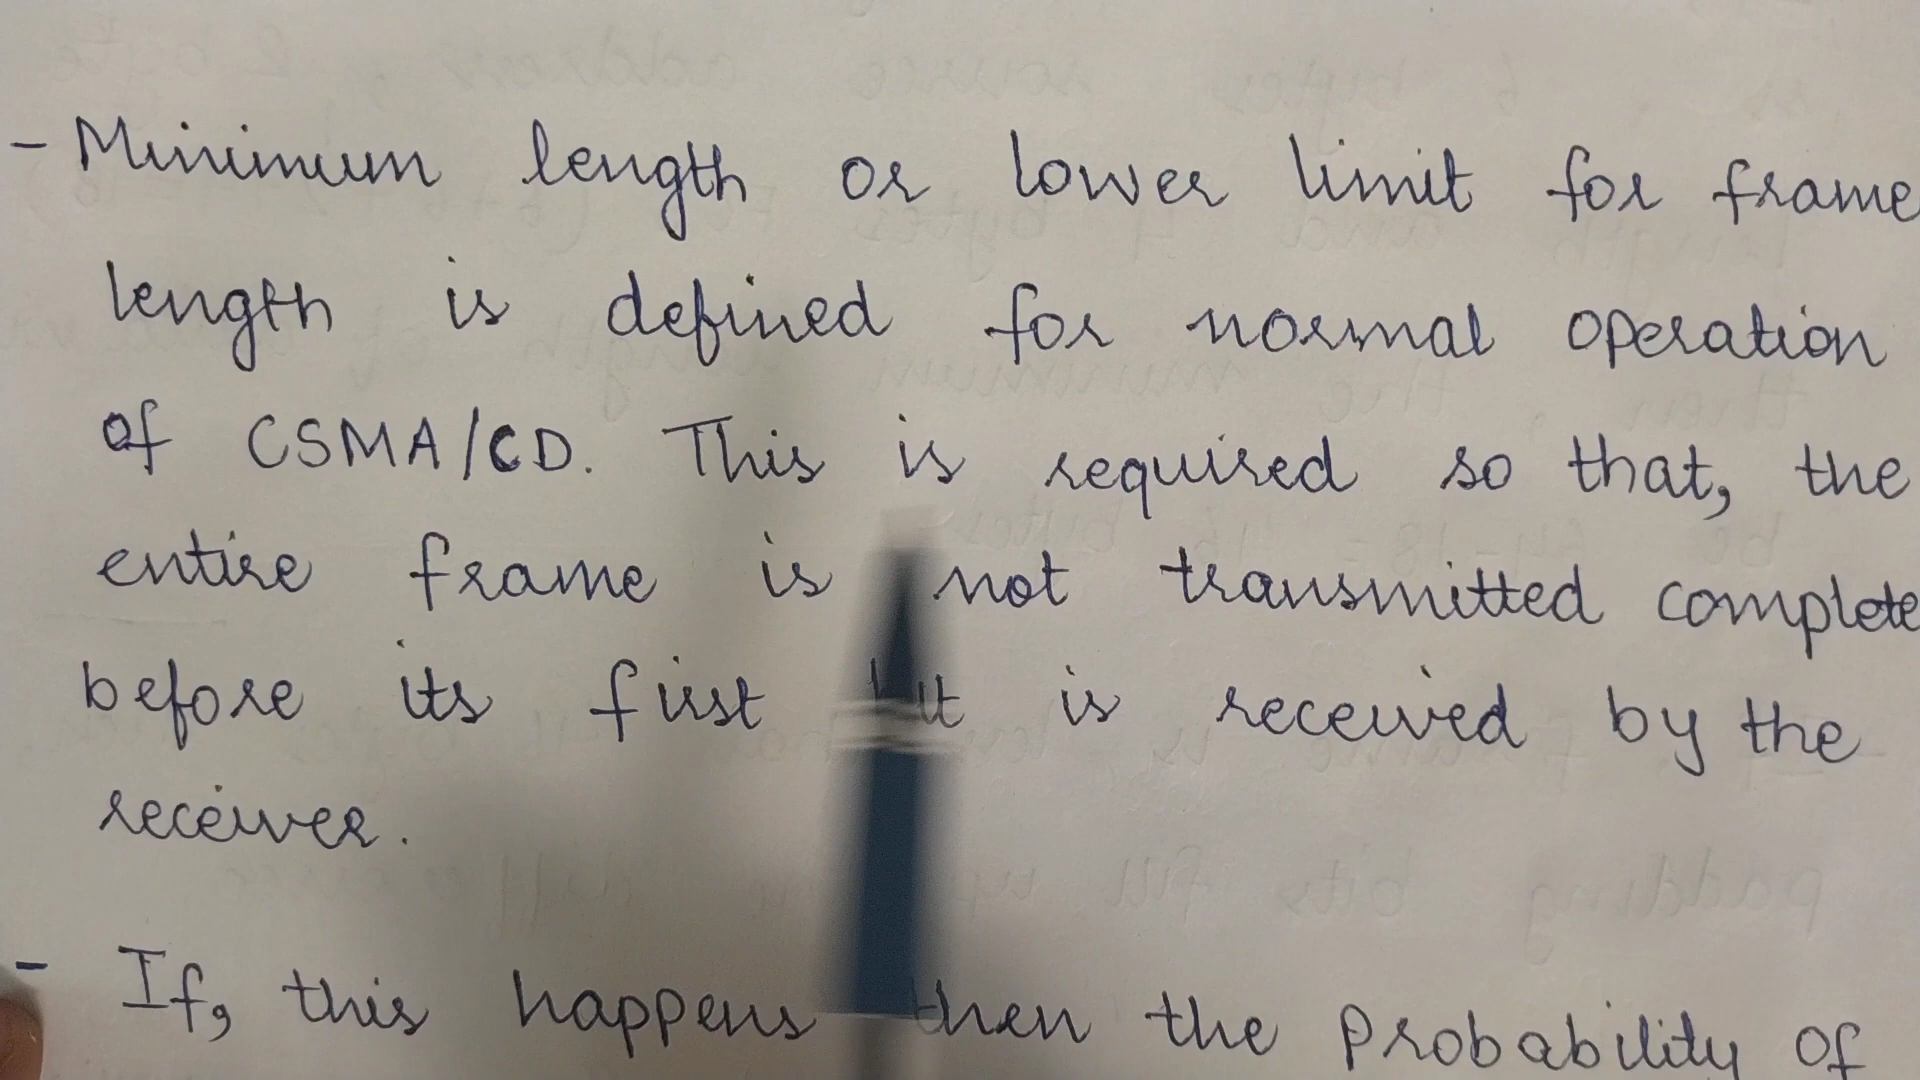 - Minimum length or lower limit for frame
length is defined for normal operation
of CSMA/CD. This is required so that, the
entire frame is not transmitted complete
before its first bit is received by the
receiver.
- If, this happens then the probability of